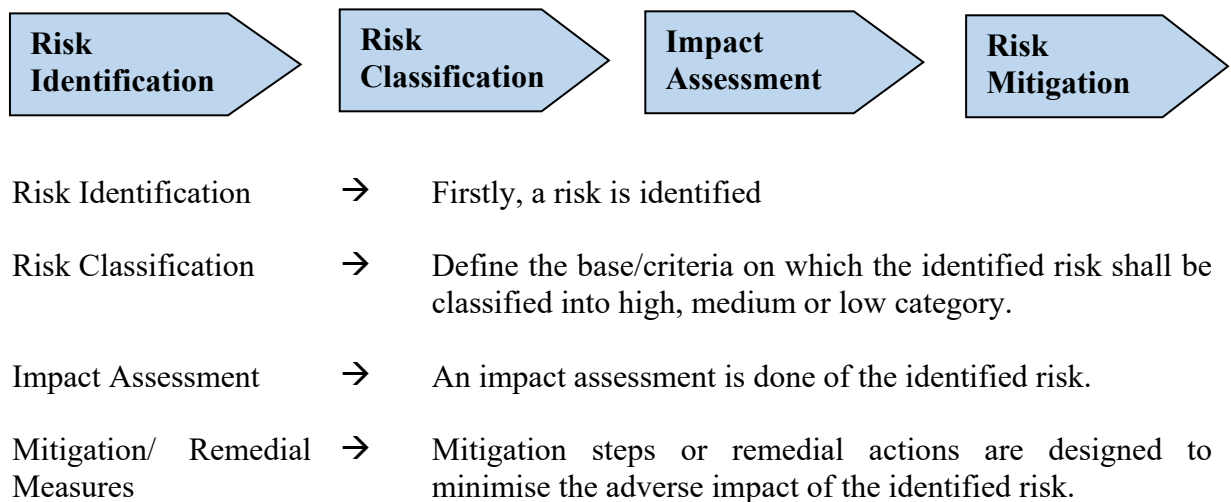 Risk
Identification
Risk
Classification
Impact
Assessment
Risk
Mitigation
Risk Identification → Firstly, a risk is identified
Risk Classification → Define the base/criteria on which the identified risk shall be
classified into high, medium or low category.
Impact Assessment → An impact assessment is done of the identified risk.
Mitigation/ Remedial → Mitigation steps or remedial actions are designed to
Measures minimise the adverse impact of the identified risk.